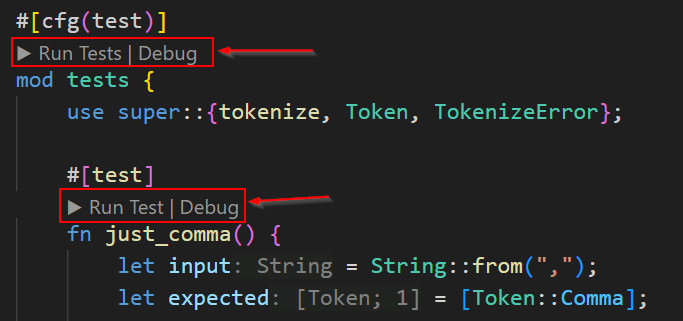 #[cfg(test)]
▶ Run Tests | Debug
mod tests {
use super::{tokenize, Token, TokenizeError};
#[test]
▶ Run Test | Debug
fn just_comma() {
let input: String = String::from(",");
let expected: [Token; 1] = [Token::Comma];